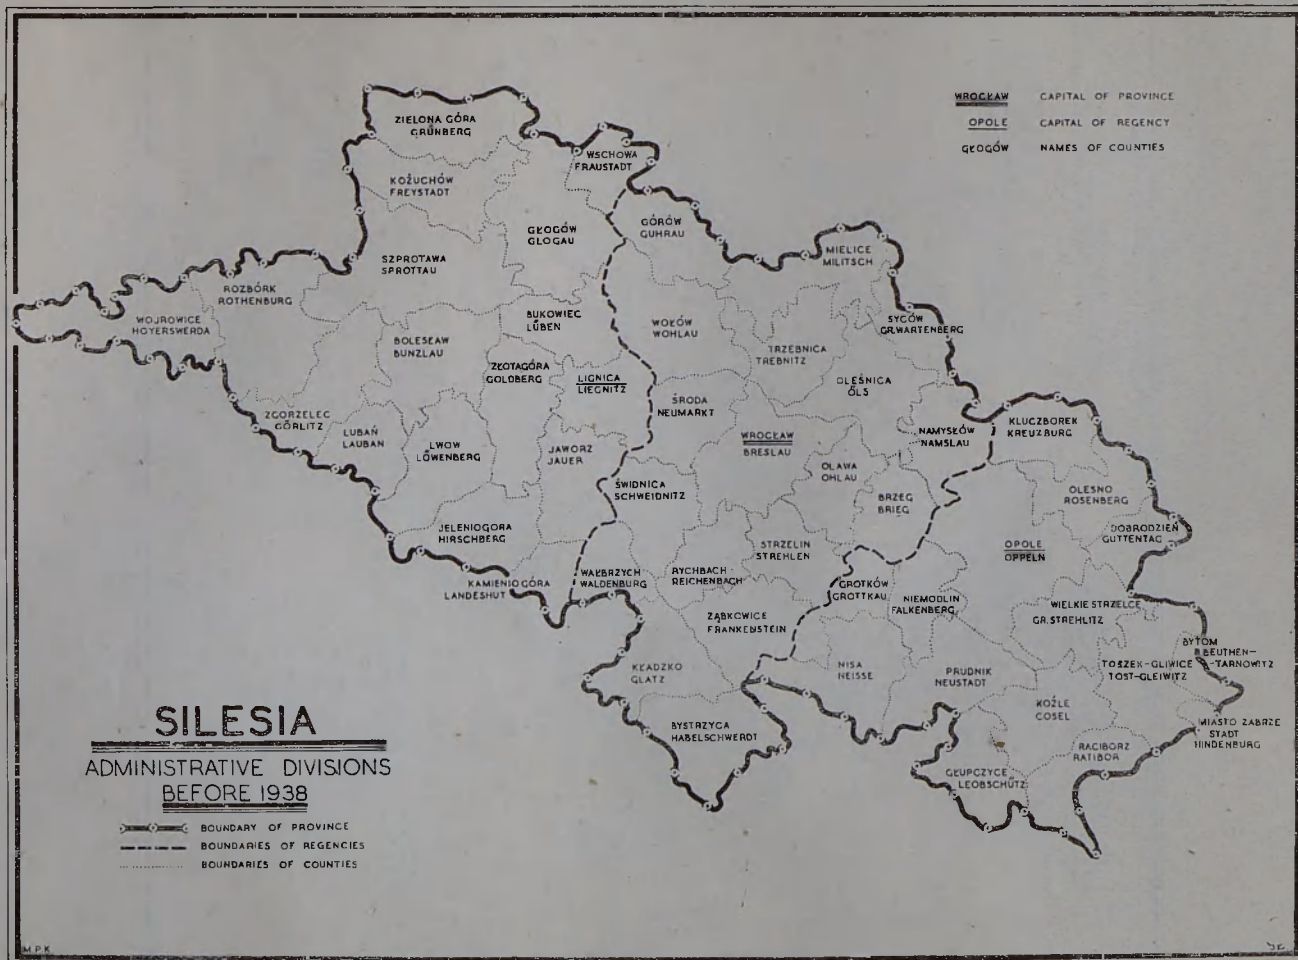 WROCŁAW CAPITAL OF PROVINCE
OPOLE CAPITAL OF REGENCY
GŁOGÓW NAMES OF COUNTIES
ZIELONA GÓRA
GRÜNBERG
WSCHOWA
FRAUSTADT
KOŻUCHÓW
FREYSTADT
GŁOGÓW
GLOGAU
GÓRÓW
GUHRAU
MIELICE
MILITSCH
SZPROTAWA
SPROTTAU
ROZBÓRK
ROTHENBURG
WOJROWICE
HOYERSWERDA
BUKOWIEC
LÜBEN
WOŁÓW
WOHLAU
SYCÓW
GR.WARTENBERG
BOLESŁAW
BUNZLAU
TRZEBNICA
TREBNITZ
ZŁOTAGÓRA
GOLDBERG
LIGNICA
LIEGNITZ
OLEŚNICA
ÖLS
ŚRODA
NEUMARKT
ZGORZELEC
GÖRLITZ
LUBAŃ
LAUBAN
LWOW
LÖWENBERG
JAWORZ
JAUER
WROCŁAW
BRESLAU
NAMYSŁÓW
NAMSLAU
KLUCZBOREK
KREUZBURG
OŁAWA
OHLAU
ŚWIDNICA
SCHWEIDNITZ
BRZEG
BRIEG
OLESNO
ROSENBERG
JELENIOGORA
HIRSCHBERG
DOBRODZIEŃ
GUTTENTAG
STRZELIN
STREHLEN
OPOLE
OPPELN
KAMIENIOGÓRA
LANDESHUT
WAŁBRZYCH
WALDENBURG
RYCHBACH-
REICHENBACH
GROTKÓW
GROTTKAU
NIEMODLIN
FALKENBERG
WIELKIE STRZELCE
GR.STREHLITZ
ZĄBKOWICE
FRANKENSTEIN
BYTOM
BEUTHEN-
-TARNOWITZ
KŁADZKO
GLATZ
NISA
NEISSE
PRUDNIK
NEUSTADT
TOSZEK-GLIWICE
TOST-GLEIWITZ
KOŹLE
COSEL
BYSTRZYCA
HABELSCHWERDT
MIASTO ZABRZE
STADT
HINDENBURG
RACIBORZ
RATIBOR
GŁUPCZYCE
LEOBSCHÜTZ
SILESIA
ADMINISTRATIVE DIVISIONS
BEFORE 1938
BOUNDARY OF PROVINCE
BOUNDARIES OF REGENCIES
BOUNDARIES OF COUNTIES
M.P.K.